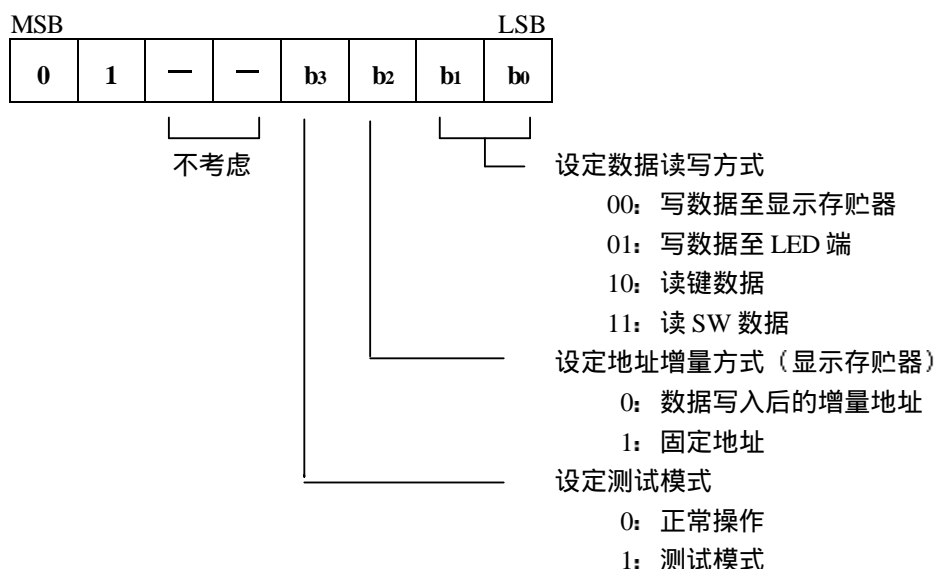 MSB LSB
0 1 — — b3 b2 b1 b0
不考虑
设定数据读写方式
00：写数据至显示存贮器
01：写数据至 LED 端
10：读键数据
11：读 SW 数据
设定地址增量方式（显示存贮器）
0：数据写入后的增量地址
1：固定地址
设定测试模式
0：正常操作
1：测试模式